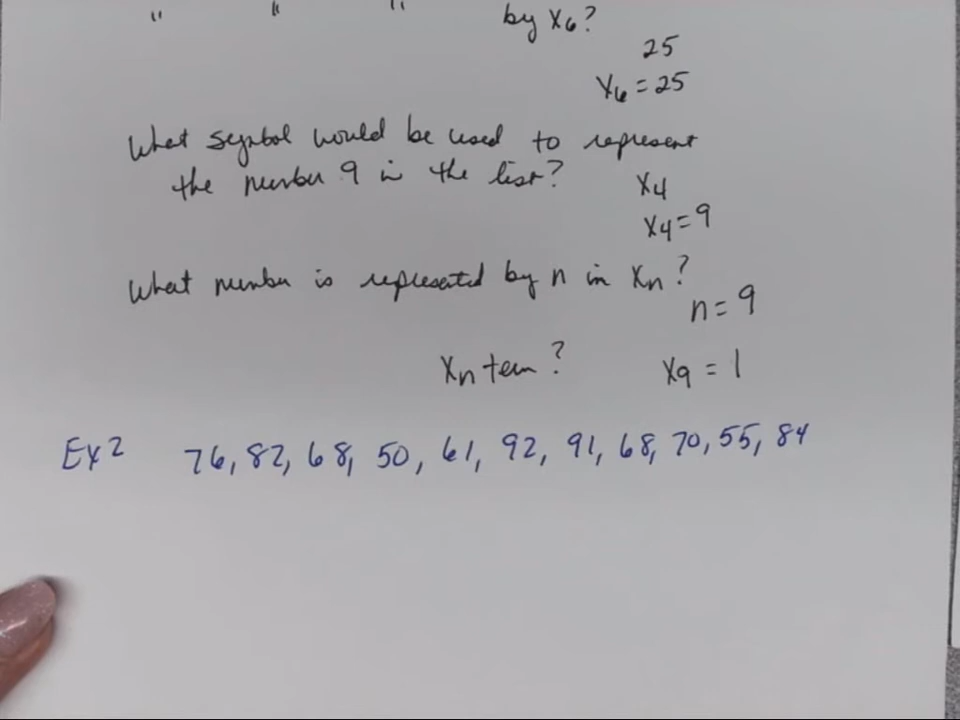 " " " by x₆?
25
x₆ = 25
What symbol would be used to represent
the number 9 in the list?
x₄
x₄ = 9
What number is represented by n in xₙ?
n = 9
xₙ term? x₉ = 1
Ex 2 76, 82, 68, 50, 61, 92, 91, 68, 70, 55, 84